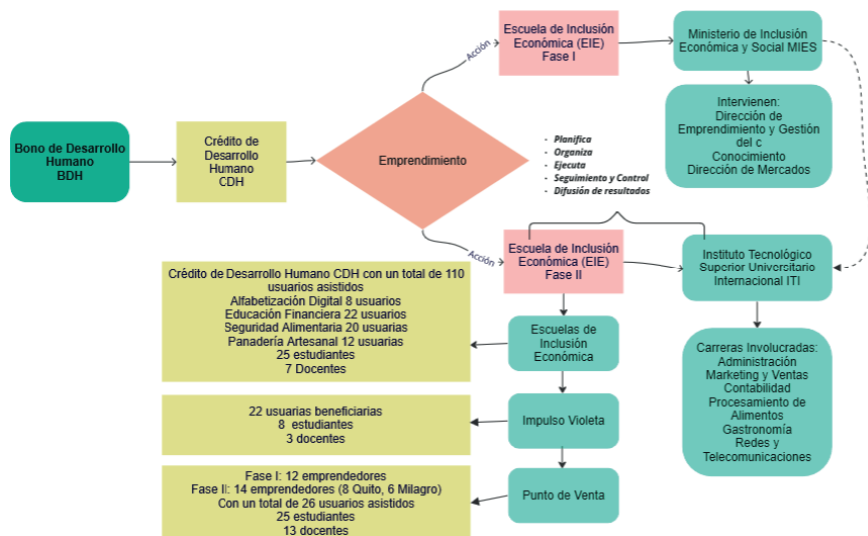 Bono de Desarrollo
Humano
BDH
Crédito de
Desarrollo
Humano
CDH
Emprendimiento
Acción
Escuela de Inclusión
Económica (EIE)
Fase I
Ministerio de Inclusión
Económica y Social MIES
Intervienen:
Dirección de
Emprendimiento y Gestión
del c
Conocimiento
Dirección de Mercados
- Planifica
- Organiza
- Ejecuta
- Seguimiento y Control
- Difusión de resultados
Acción
Escuela de Inclusión
Económica (EIE)
Fase II
Instituto Tecnológico
Superior Universitario
Internacional ITI
Crédito de Desarrollo Humano CDH con un total de 110
usuarios asistidos
Alfabetización Digital 8 usuarios
Educación Financiera 22 usuarios
Seguridad Alimentaria 20 usuarias
Panadería Artesanal 12 usuarias
25 estudiantes
7 Docentes
Escuelas de
Inclusión
Económica
Carreras Involucradas:
Administración
Marketing y Ventas
Contabilidad
Procesamiento de
Alimentos
Gastronomía
Redes y
Telecomunicaciones
22 usuarias beneficiarias
8 estudiantes
3 docentes
Impulso Violeta
Fase I: 12 emprendedores
Fase II: 14 emprendedores (8 Quito, 6 Milagro)
Con un total de 26 usuarios asistidos
25 estudiantes
13 docentes
Punto de Venta